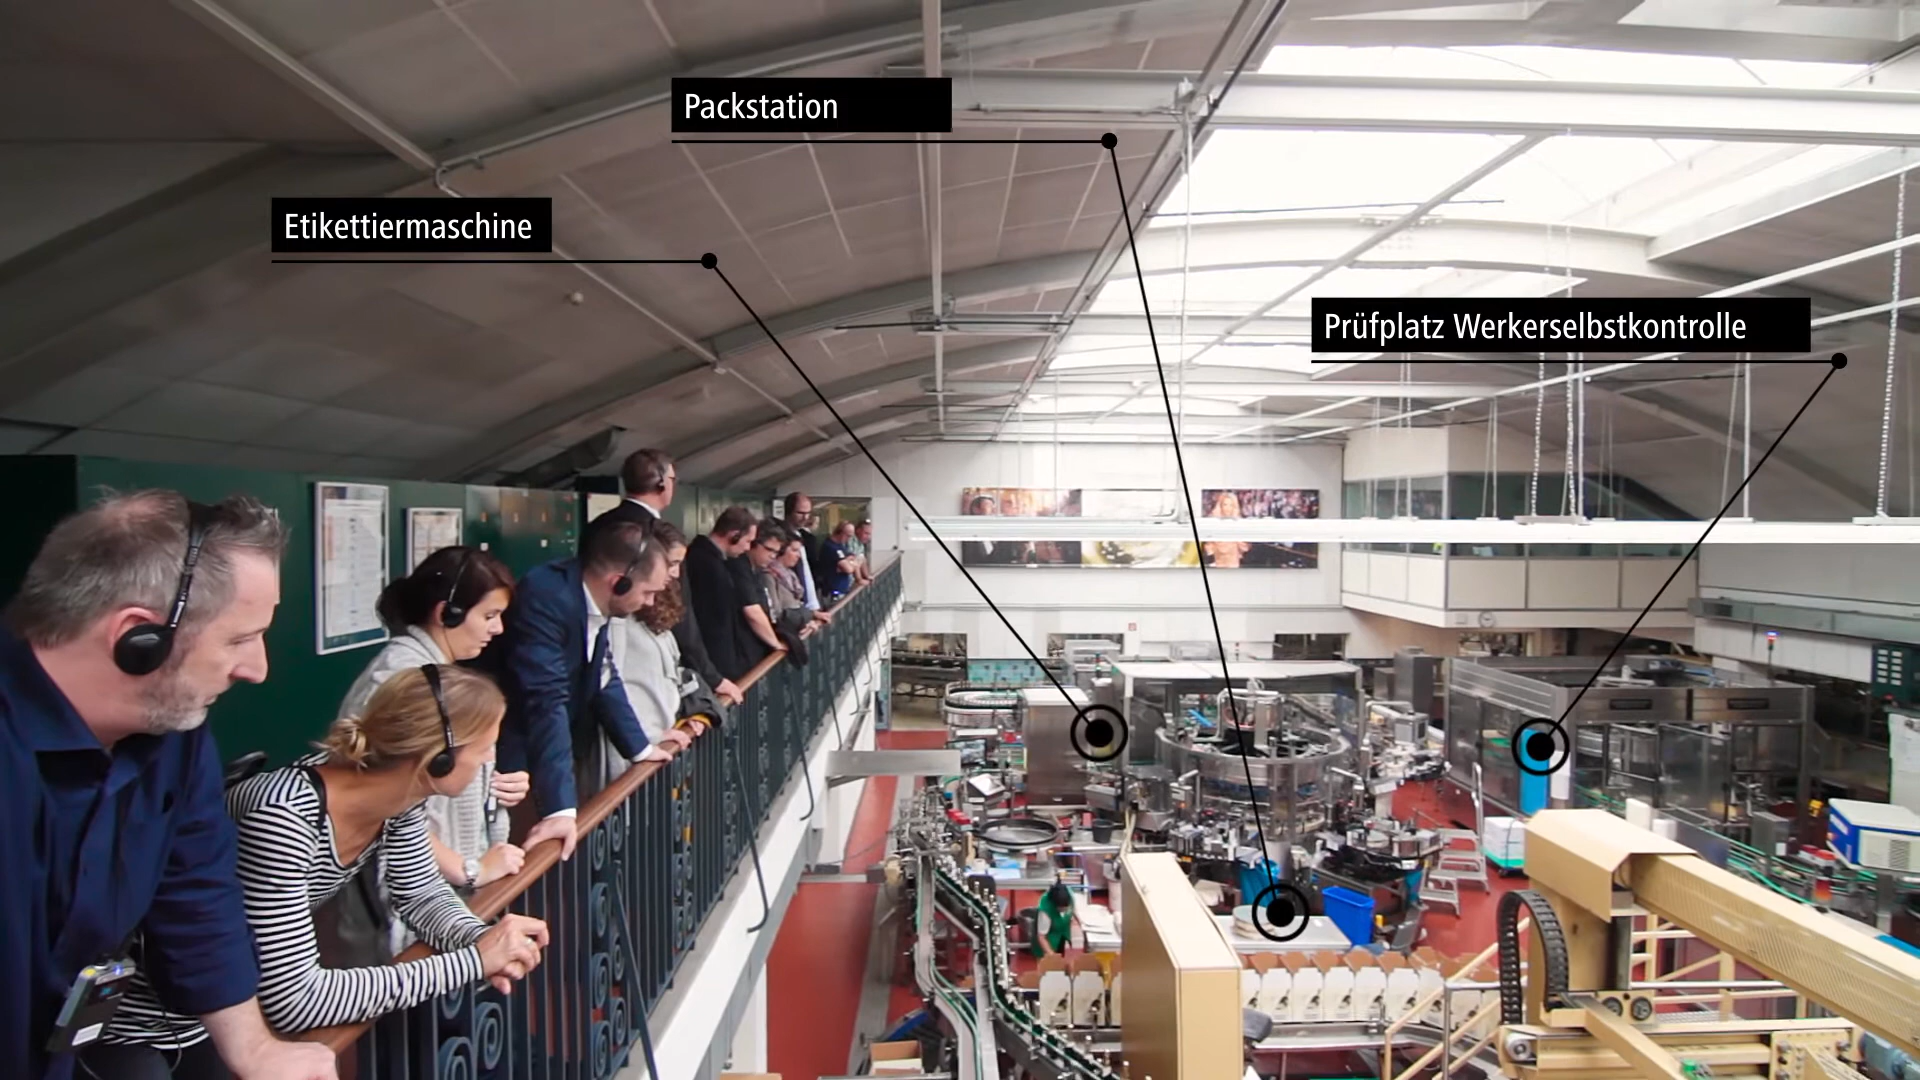 Packstation
Etikettiermaschine
Prüfplatz Werkerselbstkontrolle